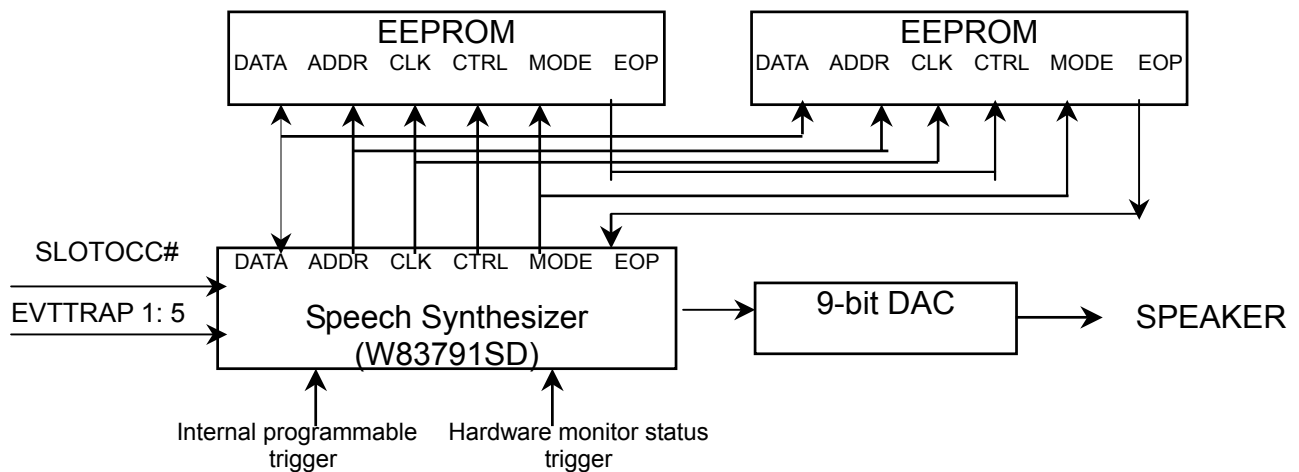 EEPROM
DATA ADDR CLK CTRL MODE EOP
EEPROM
DATA ADDR CLK CTRL MODE EOP
SLOTOCC#
EVTTRAP 1: 5
DATA ADDR CLK CTRL MODE EOP
Speech Synthesizer
(W83791SD)
9-bit DAC
SPEAKER
Internal programmable
trigger
Hardware monitor status
trigger